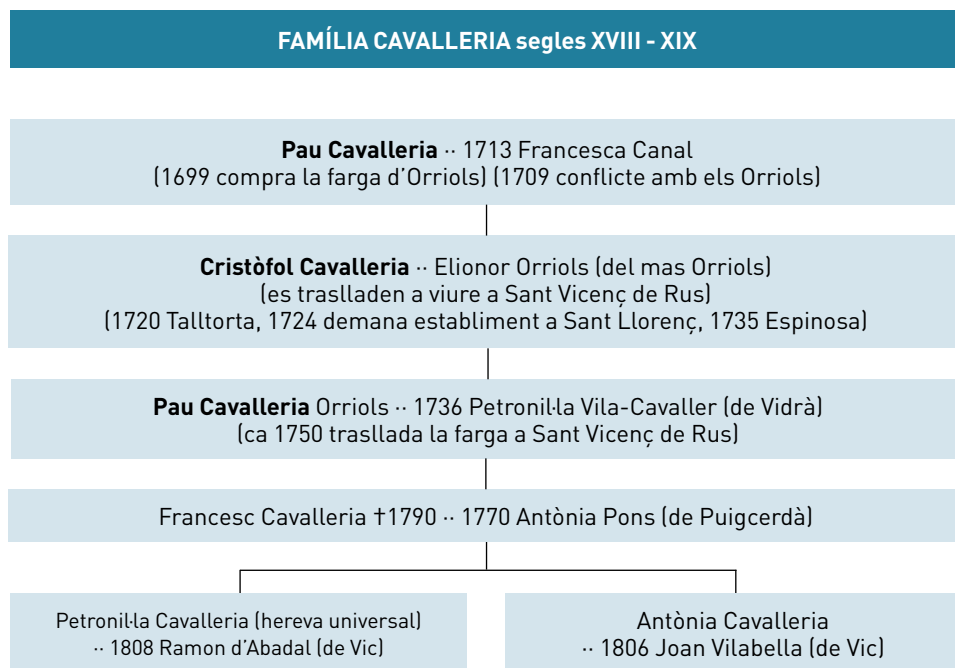 FAMÍLIA CAVALLERIA segles XVIII - XIX
Pau Cavalleria ·· 1713 Francesca Canal
(1699 compra la farga d’Orriols) (1709 conflicte amb els Orriols)
Cristòfol Cavalleria ·· Elionor Orriols (del mas Orriols)
(es traslladen a viure a Sant Vicenç de Rus)
(1720 Talltorta, 1724 demana establiment a Sant Llorenç, 1735 Espinosa)
Pau Cavalleria Orriols ·· 1736 Petronil·la Vila-Cavaller (de Vidrà)
(ca 1750 trasllada la farga a Sant Vicenç de Rus)
Francesc Cavalleria †1790 ·· 1770 Antònia Pons (de Puigcerdà)
Petronil·la Cavalleria (hereva universal)
·· 1808 Ramon d’Abadal (de Vic)
Antònia Cavalleria
·· 1806 Joan Vilabella (de Vic)